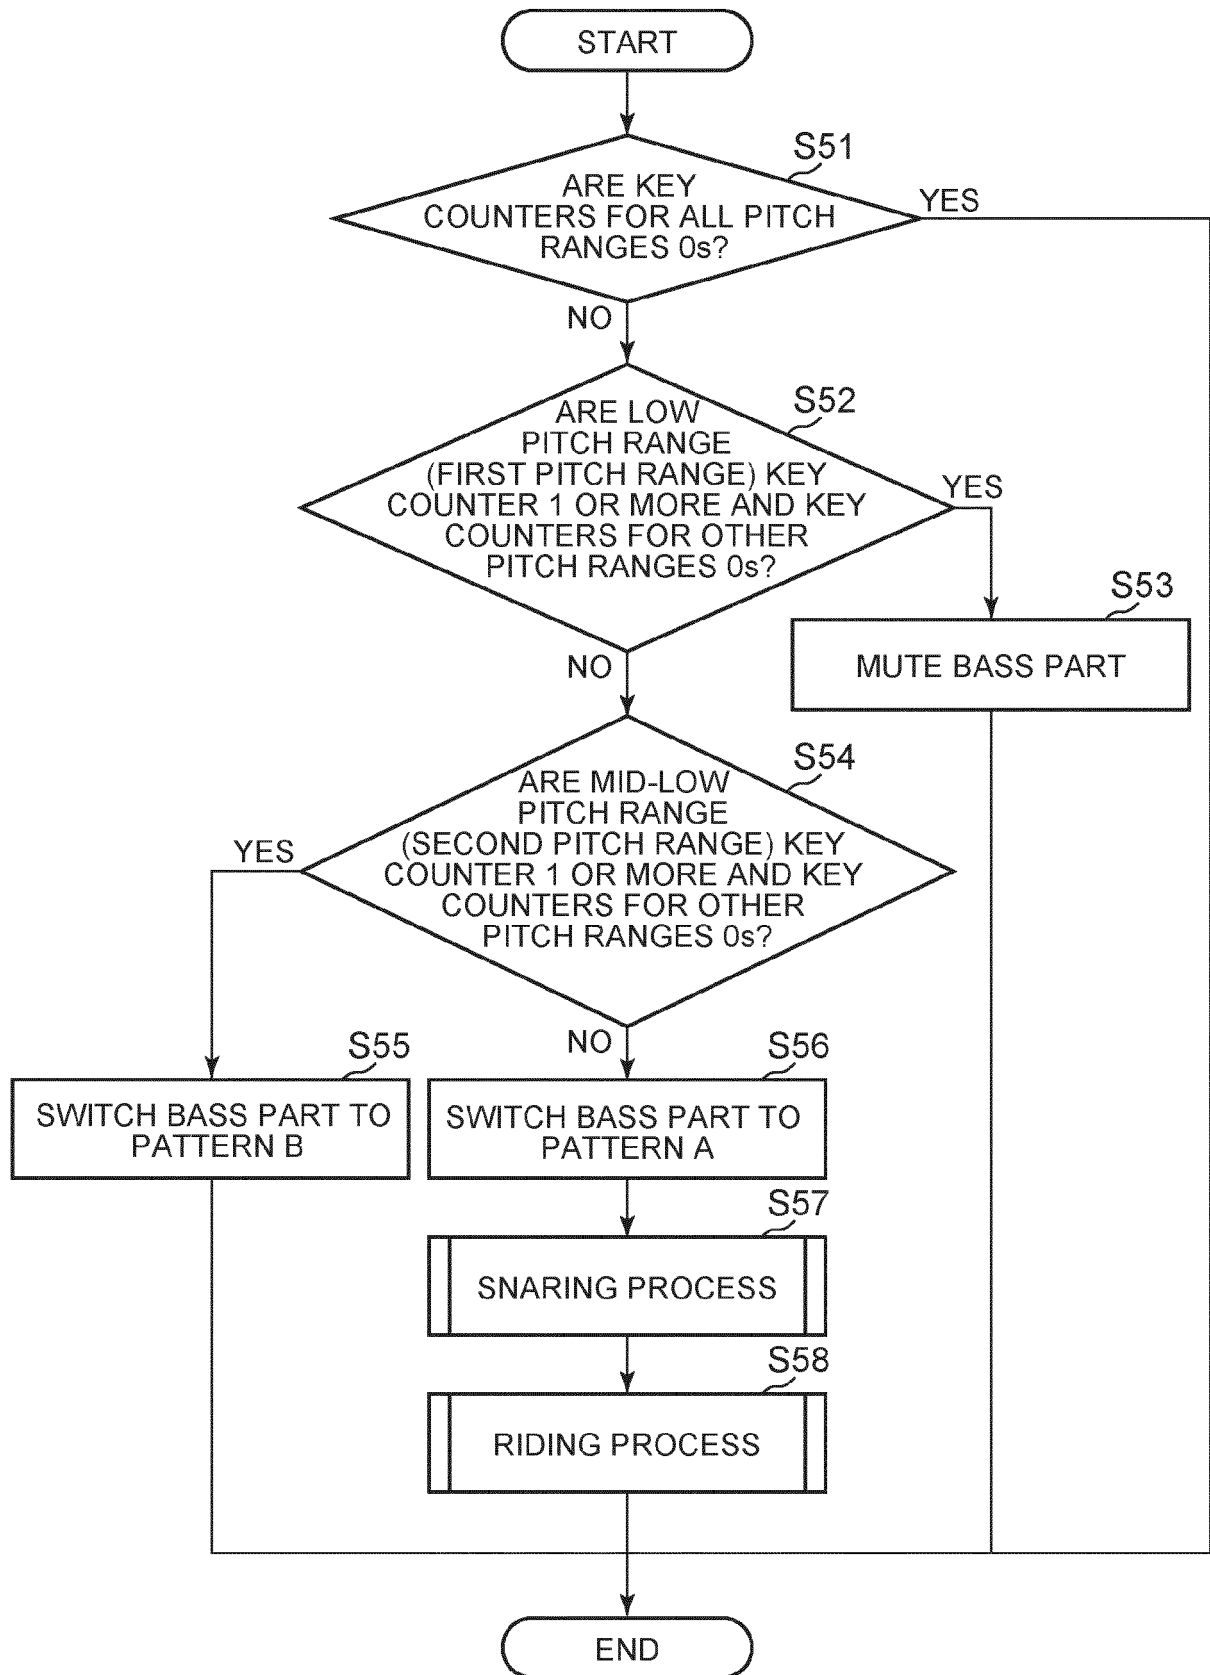 START
S51
ARE KEY
COUNTERS FOR ALL PITCH
RANGES 0s?
YES
NO
S52
ARE LOW
PITCH RANGE
(FIRST PITCH RANGE) KEY
COUNTER 1 OR MORE AND KEY
COUNTERS FOR OTHER
PITCH RANGES 0s?
YES
NO
S53
MUTE BASS PART
S54
ARE MID-LOW
PITCH RANGE
(SECOND PITCH RANGE) KEY
COUNTER 1 OR MORE AND KEY
COUNTERS FOR OTHER
PITCH RANGES 0s?
YES
NO
S55
SWITCH BASS PART TO
PATTERN B
S56
SWITCH BASS PART TO
PATTERN A
S57
SNARING PROCESS
S58
RIDING PROCESS
END